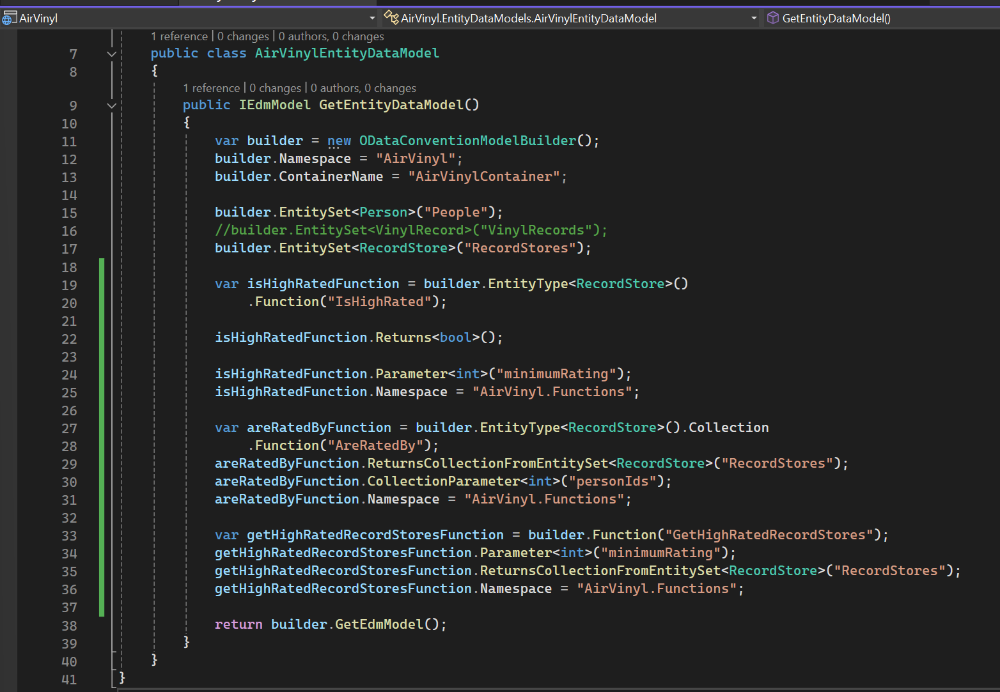 AirVinyl AirVinyl.EntityDataModels.AirVinylEntityDataModel GetEntityDataModel()
1 reference | 0 changes | 0 authors, 0 changes
7 public class AirVinylEntityDataModel
8 {
1 reference | 0 changes | 0 authors, 0 changes
9 public IEdmModel GetEntityDataModel()
10 {
11 var builder = new ODataConventionModelBuilder();
12 builder.Namespace = "AirVinyl";
13 builder.ContainerName = "AirVinylContainer";
14
15 builder.EntitySet<Person>("People");
16 //builder.EntitySet<VinylRecord>("VinylRecords");
17 builder.EntitySet<RecordStore>("RecordStores");
18
19 var isHighRatedFunction = builder.EntityType<RecordStore>()
20 .Function("IsHighRated");
21
22 isHighRatedFunction.Returns<bool>();
23
24 isHighRatedFunction.Parameter<int>("minimumRating");
25 isHighRatedFunction.Namespace = "AirVinyl.Functions";
26
27 var areRatedByFunction = builder.EntityType<RecordStore>().Collection
28 .Function("AreRatedBy");
29 areRatedByFunction.ReturnsCollectionFromEntitySet<RecordStore>("RecordStores");
30 areRatedByFunction.CollectionParameter<int>("personIds");
31 areRatedByFunction.Namespace = "AirVinyl.Functions";
32
33 var getHighRatedRecordStoresFunction = builder.Function("GetHighRatedRecordStores");
34 getHighRatedRecordStoresFunction.Parameter<int>("minimumRating");
35 getHighRatedRecordStoresFunction.ReturnsCollectionFromEntitySet<RecordStore>("RecordStores");
36 getHighRatedRecordStoresFunction.Namespace = "AirVinyl.Functions";
37
38 return builder.GetEdmModel();
39 }
40 }
41 }